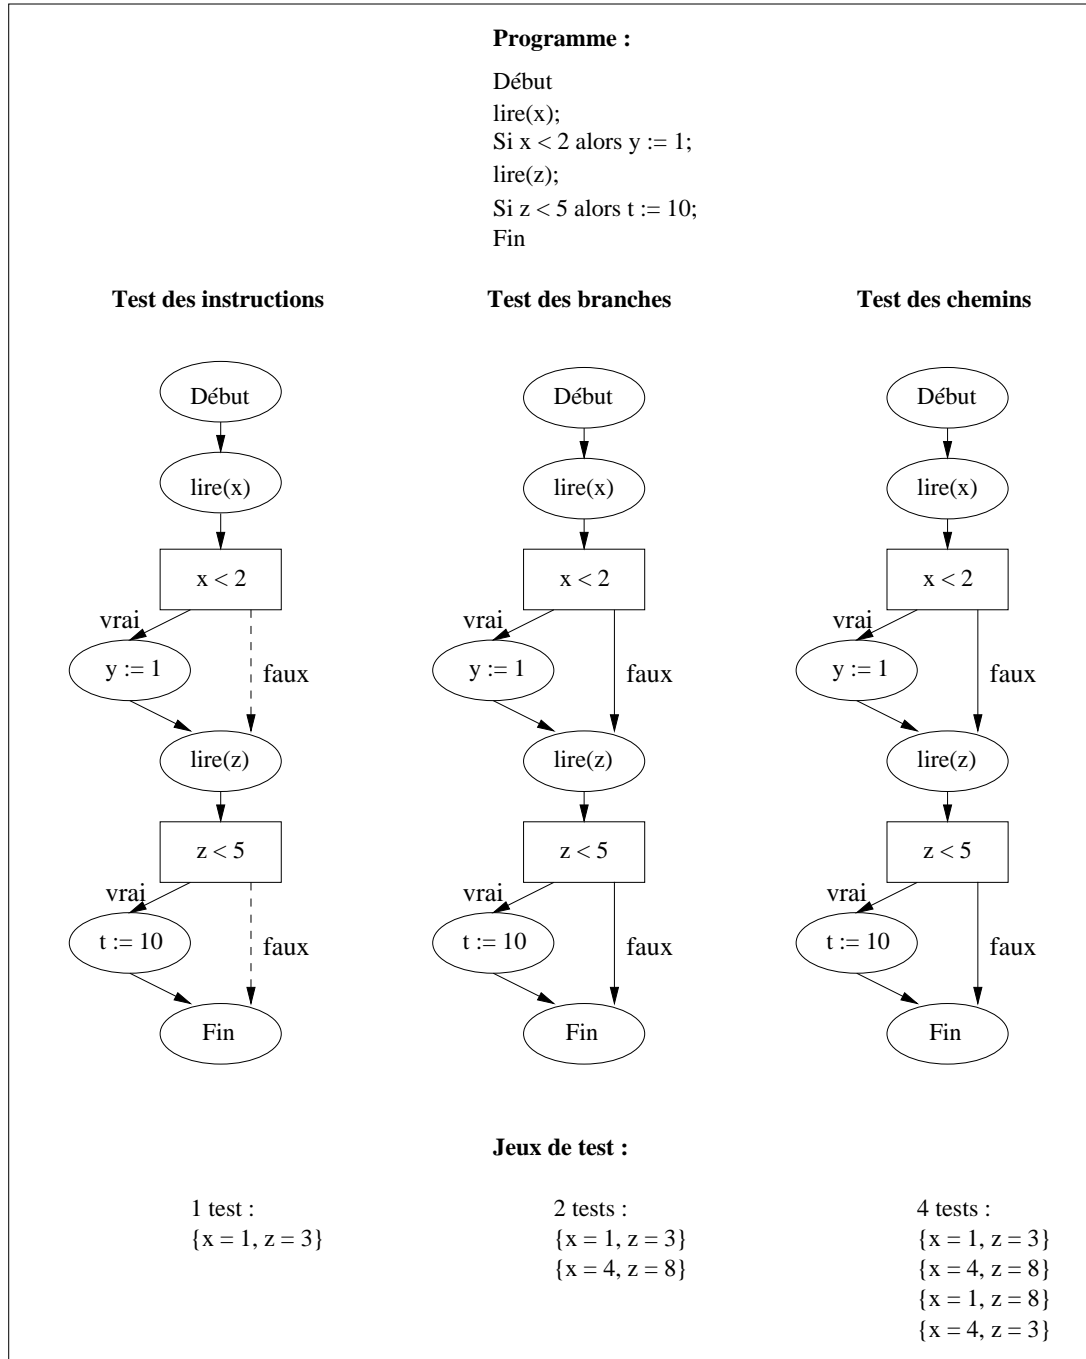 Programme :
Début
lire(x);
Si x < 2 alors y := 1;
lire(z);
Si z < 5 alors t := 10;
Fin
Test des instructions
Test des branches
Test des chemins
Début
lire(x)
x < 2
vrai
y := 1
faux
lire(z)
z < 5
vrai
t := 10
faux
Fin
Début
lire(x)
x < 2
vrai
y := 1
faux
lire(z)
z < 5
vrai
t := 10
faux
Fin
Début
lire(x)
x < 2
vrai
y := 1
faux
lire(z)
z < 5
vrai
t := 10
faux
Fin
Jeux de test :
1 test :
{x = 1, z = 3}
2 tests :
{x = 1, z = 3}
{x = 4, z = 8}
4 tests :
{x = 1, z = 3}
{x = 4, z = 8}
{x = 1, z = 8}
{x = 4, z = 3}